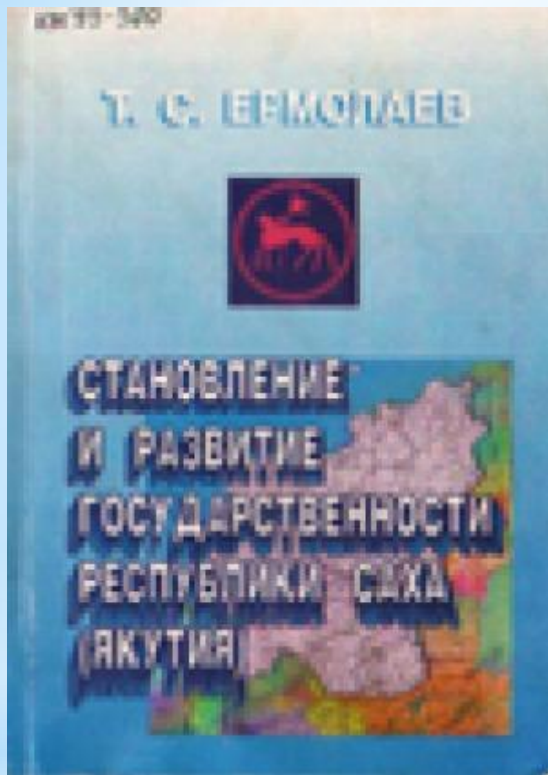 Т. С. ЕРМОЛАЕВ
СТАНОВЛЕНИЕ
И РАЗВИТИЕ
ГОСУДАРСТВЕННОСТИ
РЕСПУБЛИКИ САХА
(ЯКУТИЯ)